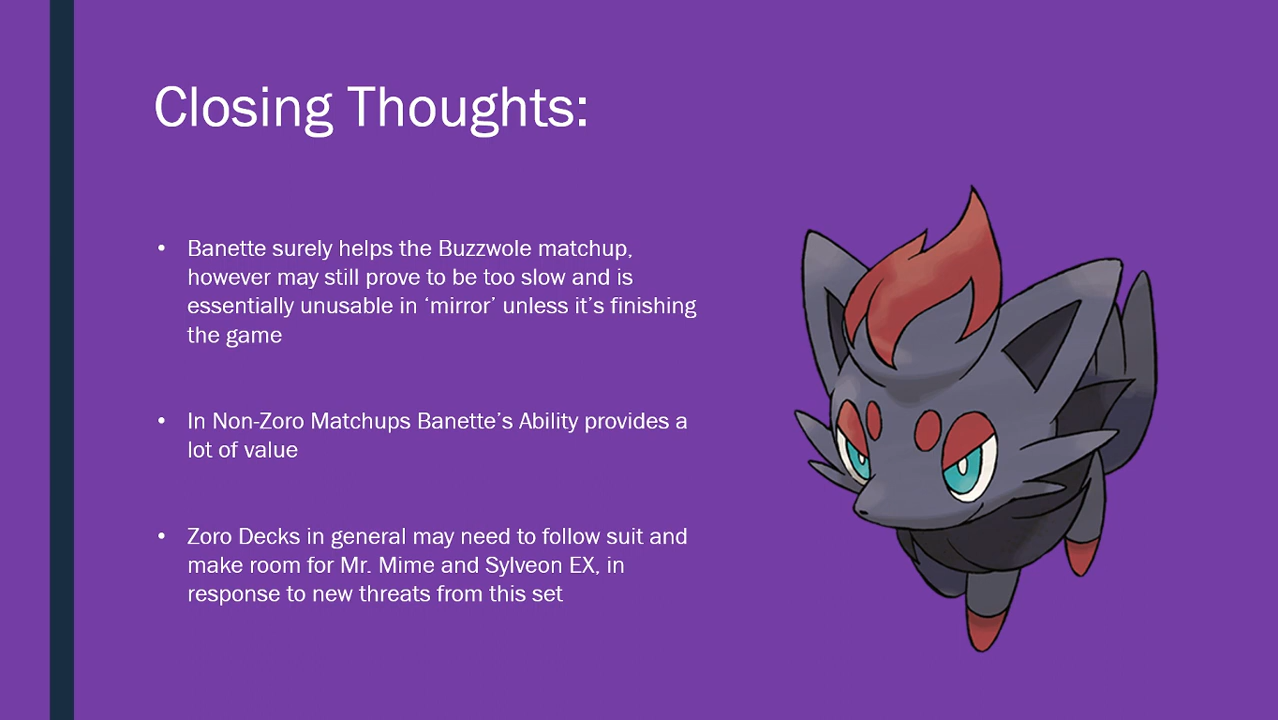 Closing Thoughts:
• Banette surely helps the Buzzwole matchup,
however may still prove to be too slow and is
essentially unusable in ‘mirror’ unless it’s finishing
the game
• In Non-Zoro Matchups Banette’s Ability provides a
lot of value
• Zoro Decks in general may need to follow suit and
make room for Mr. Mime and Sylveon EX, in
response to new threats from this set